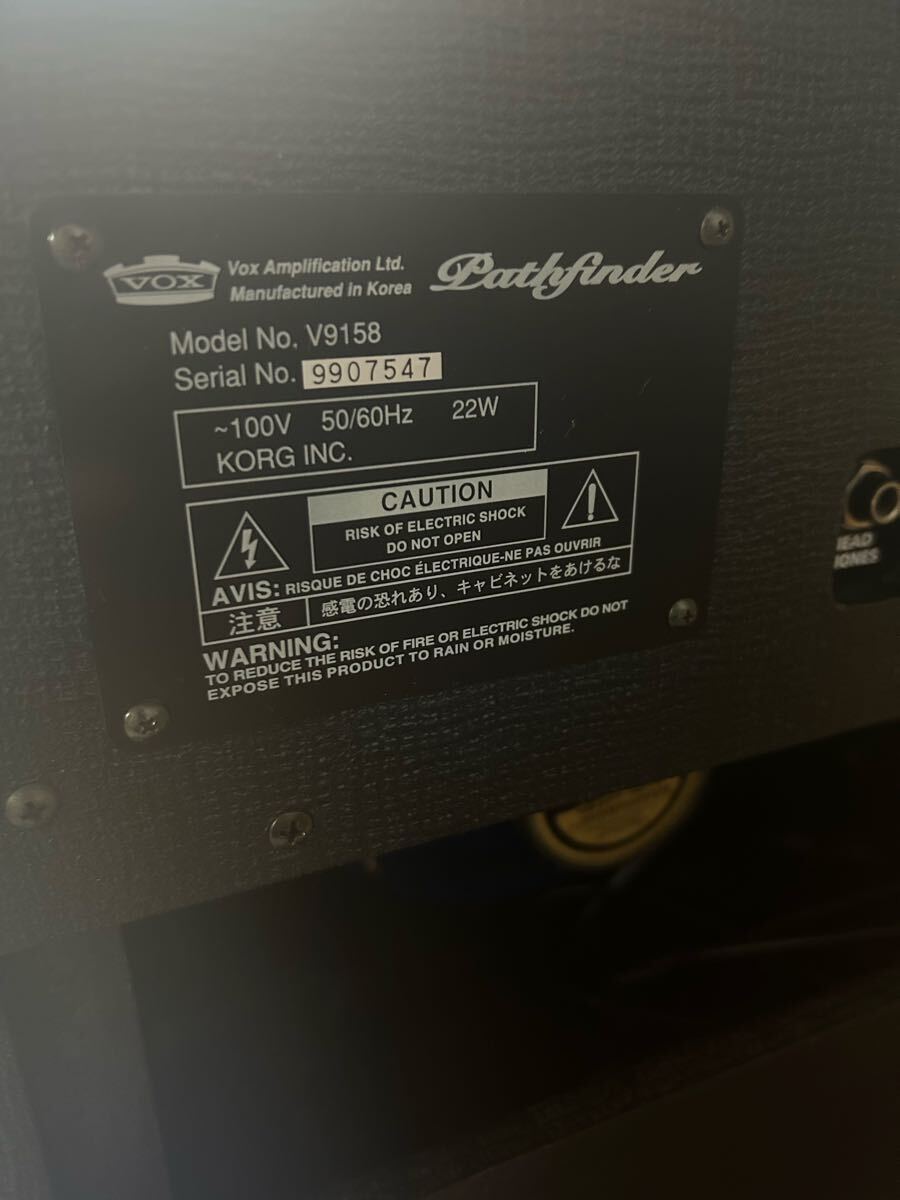 VOX
Vox Amplification Ltd.
Manufactured in Korea
Pathfinder
Model No. V9158
Serial No. 9907547
~100V 50/60Hz 22W
KORG INC.
CAUTION
RISK OF ELECTRIC SHOCK
DO NOT OPEN
AVIS: RISQUE DE CHOC ÉLECTRIQUE-NE PAS OUVRIR
注意 感電の恐れあり、キャビネットをあけるな
WARNING:
TO REDUCE THE RISK OF FIRE OR ELECTRIC SHOCK DO NOT
EXPOSE THIS PRODUCT TO RAIN OR MOISTURE.